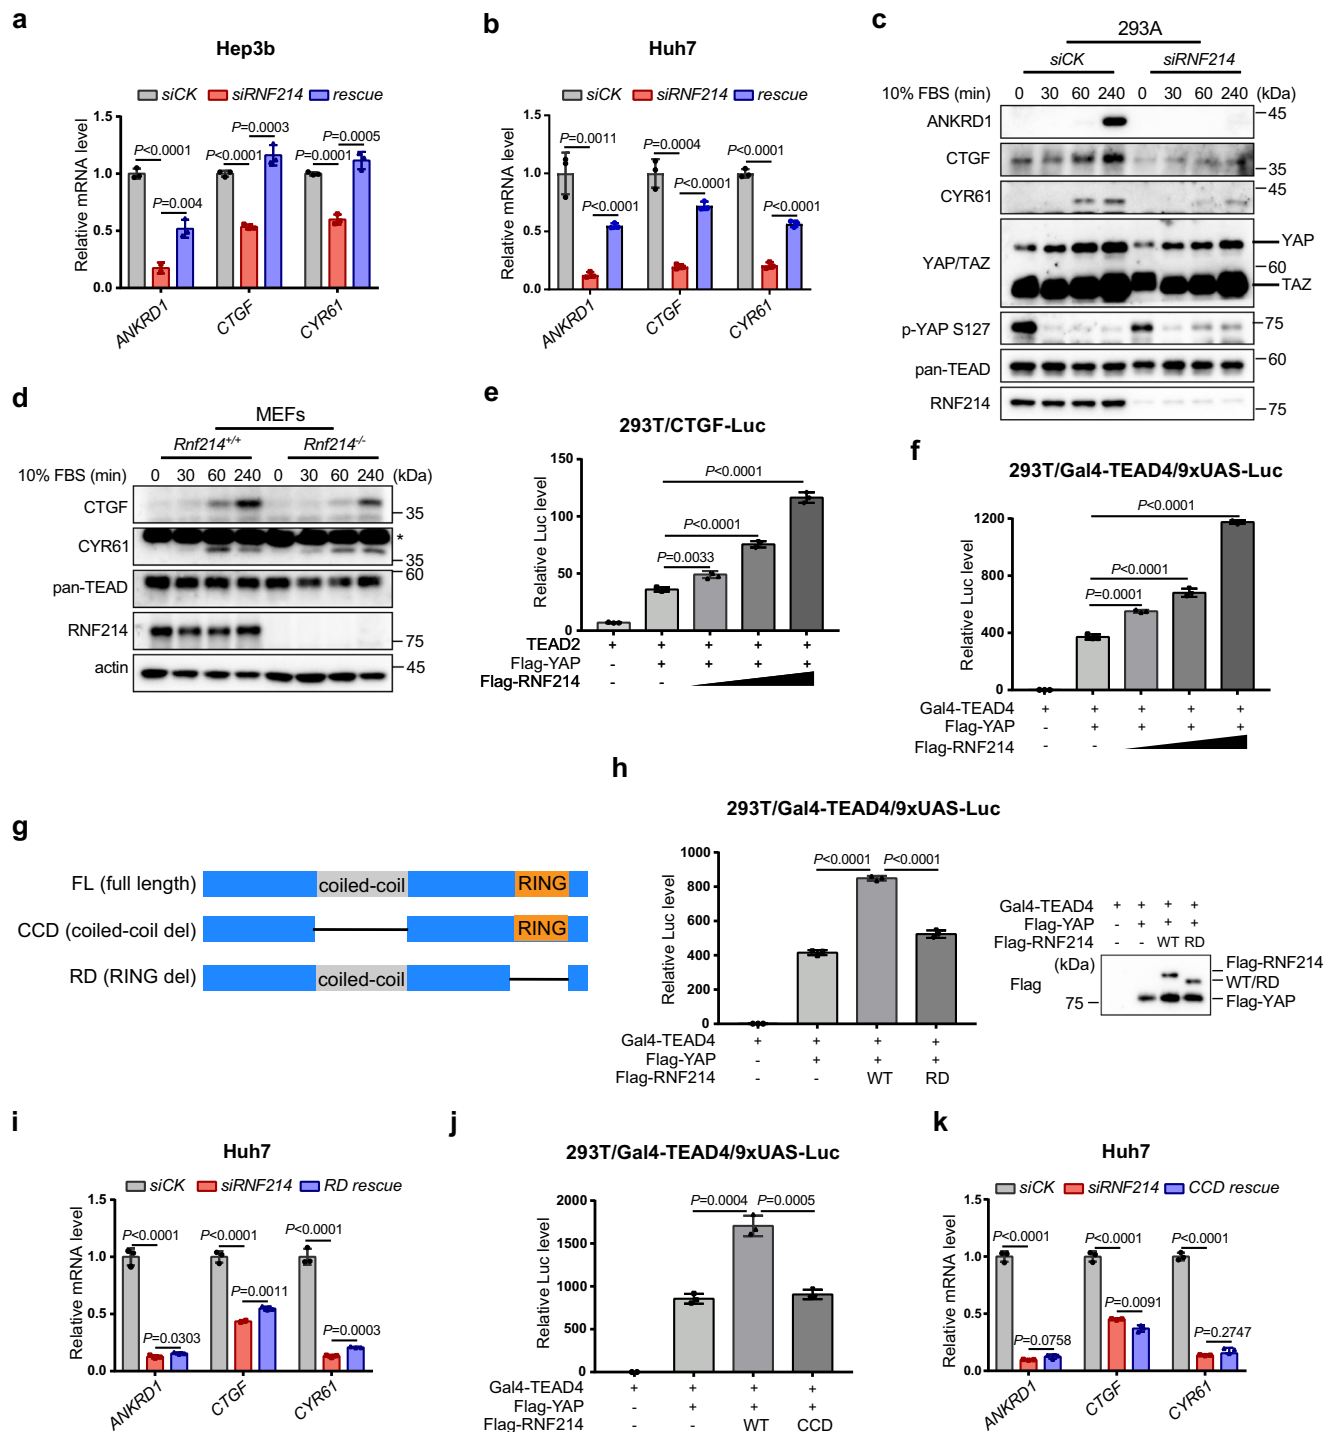 a
Hep3b
siCK siRNF214 rescue
Relative mRNA level
1.5
1.0
0.5
0.0
P<0.0001
P=0.004
P<0.0001
P=0.0003
P=0.0001
P=0.0005
ANKRD1 CTGF CYR61
b
Huh7
siCK siRNF214 rescue
Relative mRNA level
1.5
1.0
0.5
0.0
P=0.0011
P<0.0001
P=0.0004
P<0.0001
P<0.0001
P<0.0001
ANKRD1 CTGF CYR61
c
293A
siCK siRNF214
10% FBS (min) 0 30 60 240 0 30 60 240 (kDa)
ANKRD1 45
CTGF 35
CYR61 45
YAP/TAZ YAP 60 TAZ
p-YAP S127 75
pan-TEAD 60
RNF214 75
d
MEFs
Rnf214+/+ Rnf214-/-
10% FBS (min) 0 30 60 240 0 30 60 240 (kDa)
CTGF 35
CYR61 * 35
pan-TEAD 60
RNF214 75
actin 45
e
293T/CTGF-Luc
Relative Luc level
150
100
50
0
P<0.0001
P<0.0001
P=0.0033
TEAD2 + + + + +
Flag-YAP - + + + +
Flag-RNF214 - -
f
293T/Gal4-TEAD4/9xUAS-Luc
Relative Luc level
1200
800
400
0
P<0.0001
P<0.0001
P=0.0001
Gal4-TEAD4 + + + + +
Flag-YAP - + + + +
Flag-RNF214 - -
g
FL (full length) coiled-coil RING
CCD (coiled-coil del) RING
RD (RING del) coiled-coil
h
293T/Gal4-TEAD4/9xUAS-Luc
Relative Luc level
1000
800
600
400
200
0
P<0.0001 P<0.0001
Gal4-TEAD4 + + + +
Flag-YAP - + + +
Flag-RNF214 - - WT RD
Gal4-TEAD4 + + + +
Flag-YAP - + + +
Flag-RNF214 - - WT RD
(kDa)
Flag
75
Flag-RNF214
WT/RD
Flag-YAP
i
Huh7
siCK siRNF214 RD rescue
Relative mRNA level
1.5
1.0
0.5
0.0
P<0.0001
P=0.0303
P<0.0001
P=0.0011
P<0.0001
P=0.0003
ANKRD1 CTGF CYR61
j
293T/Gal4-TEAD4/9xUAS-Luc
Relative Luc level
2000
1500
1000
500
0
P=0.0004 P=0.0005
Gal4-TEAD4 + + + +
Flag-YAP - + + +
Flag-RNF214 - - WT CCD
k
Huh7
siCK siRNF214 CCD rescue
Relative mRNA level
1.5
1.0
0.5
0.0
P<0.0001
P=0.0758
P<0.0001
P=0.0091
P<0.0001
P=0.2747
ANKRD1 CTGF CYR61